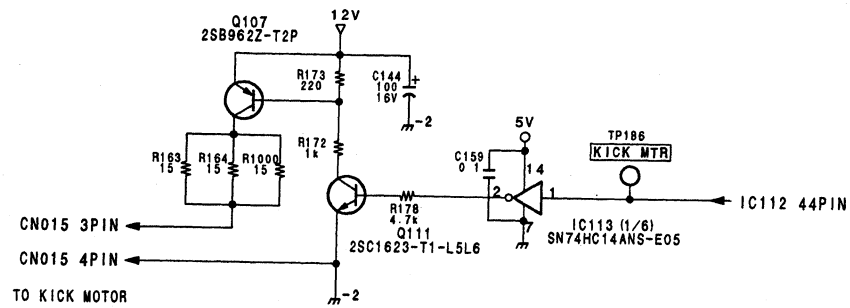 12V
Q107
2SB962Z-T2P
R173
220
C144
100
16V
+
-2
R172
1k
R163
15
R164
15
R1000
15
5V
C159
0.1
14
2
1
7
TP186
KICK MTR
IC112 44PIN
R178
4.7k
IC113 (1/6)
SN74HC14ANS-E05
Q111
2SC1623-T1-L5L6
CN015 3PIN
CN015 4PIN
-2
TO KICK MOTOR